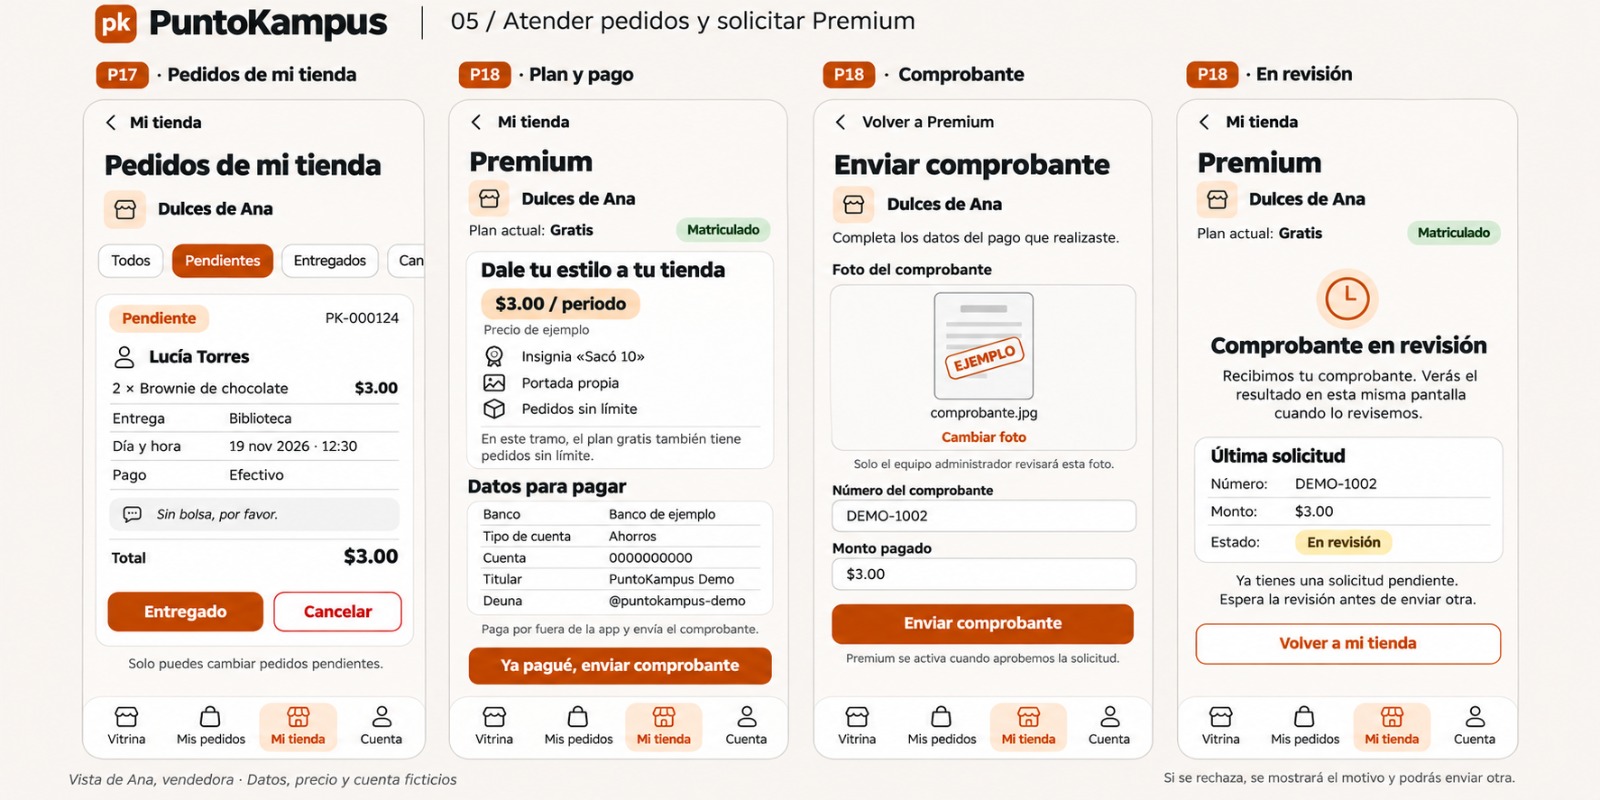 pk PuntoKampus
05 / Atender pedidos y solicitar Premium
P17 · Pedidos de mi tienda
Mi tienda
Pedidos de mi tienda
Dulces de Ana
Todos
Pendientes
Entregados
Can
Pendiente
PK-000124
Lucía Torres
2 × Brownie de chocolate $3.00
Entrega Biblioteca
Día y hora 19 nov 2026 · 12:30
Pago Efectivo
Sin bolsa, por favor.
Total $3.00
Entregado
Cancelar
Solo puedes cambiar pedidos pendientes.
Vitrina
Mis pedidos
Mi tienda
Cuenta
P18 · Plan y pago
Mi tienda
Premium
Dulces de Ana
Plan actual: Gratis
Matriculado
Dale tu estilo a tu tienda
$3.00 / periodo
Precio de ejemplo
Insignia «Sacó 10»
Portada propia
Pedidos sin límite
En este tramo, el plan gratis también tiene
pedidos sin límite.
Datos para pagar
Banco Banco de ejemplo
Tipo de cuenta Ahorros
Cuenta 0000000000
Titular PuntoKampus Demo
Deuna @puntokampus-demo
Paga por fuera de la app y envía el comprobante.
Ya pagué, enviar comprobante
Vitrina
Mis pedidos
Mi tienda
Cuenta
P18 · Comprobante
Volver a Premium
Enviar comprobante
Dulces de Ana
Completa los datos del pago que realizaste.
Foto del comprobante
EJEMPLO
comprobante.jpg
Cambiar foto
Solo el equipo administrador revisará esta foto.
Número del comprobante
DEMO-1002
Monto pagado
$3.00
Enviar comprobante
Premium se activa cuando aprobemos la solicitud.
Vitrina
Mis pedidos
Mi tienda
Cuenta
P18 · En revisión
Mi tienda
Premium
Dulces de Ana
Plan actual: Gratis
Matriculado
Comprobante en revisión
Recibimos tu comprobante. Verás el
resultado en esta misma pantalla
cuando lo revisemos.
Última solicitud
Número: DEMO-1002
Monto: $3.00
Estado: En revisión
Ya tienes una solicitud pendiente.
Espera la revisión antes de enviar otra.
Volver a mi tienda
Vitrina
Mis pedidos
Mi tienda
Cuenta
Vista de Ana, vendedora · Datos, precio y cuenta ficticios
Si se rechaza, se mostrará el motivo y podrás enviar otra.